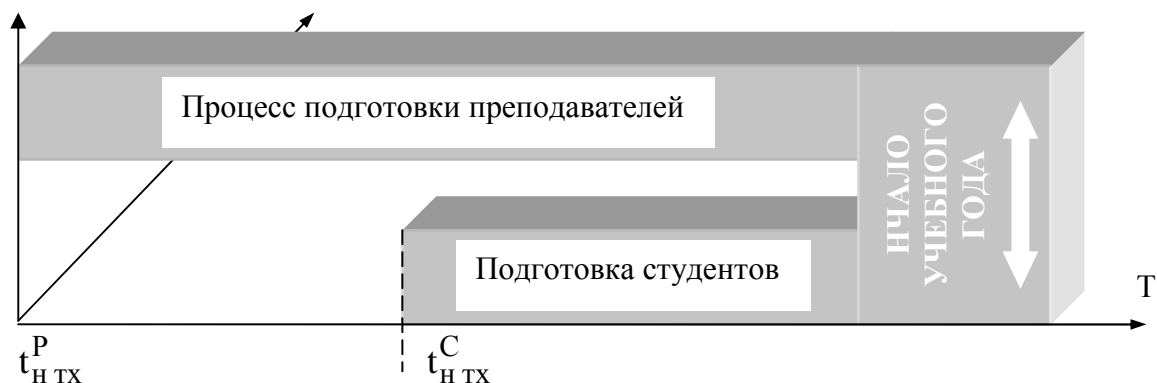 Процесс подготовки преподавателей
НЧАЛО
УЧЕБНОГО
ГОДА
Подготовка студентов
T
t^P_н тх
t^C_н тх